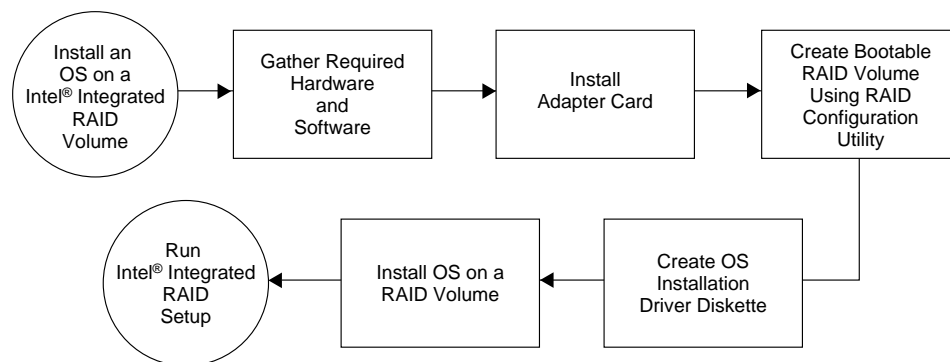 Install an
OS on a
Intel® Integrated
RAID
Volume
Gather Required
Hardware
and
Software
Install
Adapter Card
Create Bootable
RAID Volume
Using RAID
Configuration
Utility
Create OS
Installation
Driver Diskette
Install OS on a
RAID Volume
Run
Intel® Integrated
RAID
Setup